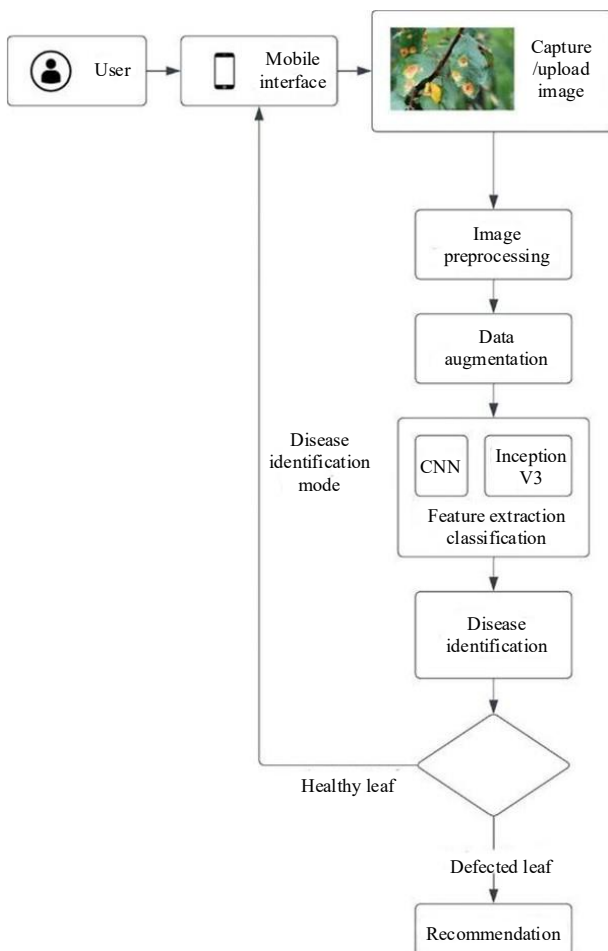 User
Mobile
interface
Capture
/upload
image
Image
preprocessing
Data
augmentation
CNN
Inception
V3
Feature extraction
classification
Disease
identification
mode
Disease
identification
Healthy leaf
Defected leaf
Recommendation